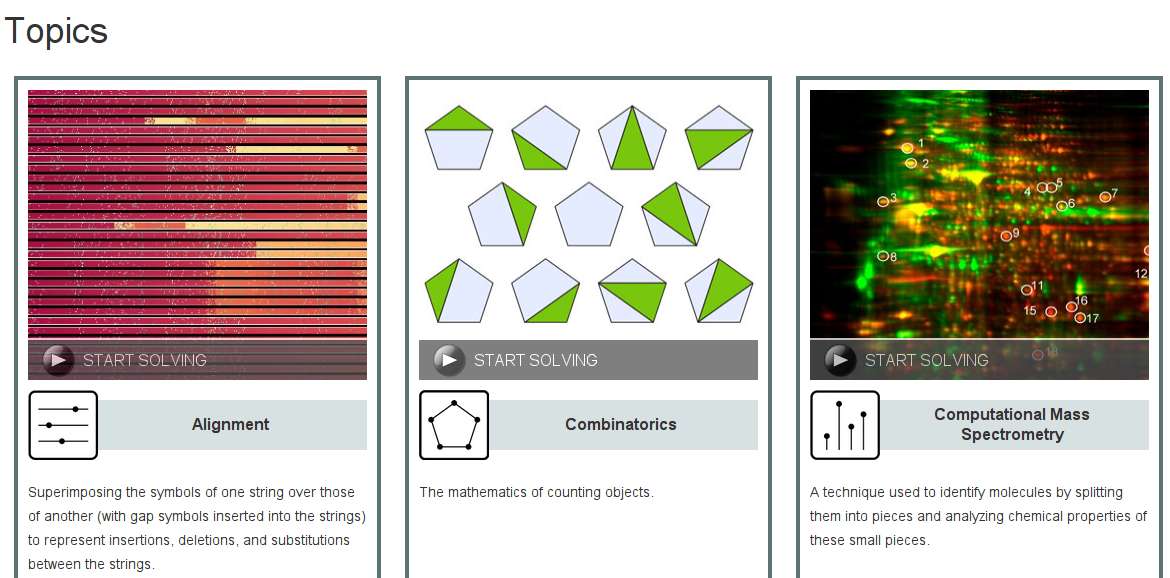 Topics
START SOLVING
Alignment
Superimposing the symbols of one string over those
of another (with gap symbols inserted into the strings)
to represent insertions, deletions, and substitutions
between the strings.
START SOLVING
Combinatorics
The mathematics of counting objects.
1
2
3
4
5
6
7
8
9
11
12
15
16
17
18
START SOLVING
Computational Mass
Spectrometry
A technique used to identify molecules by splitting
them into pieces and analyzing chemical properties of
these small pieces.